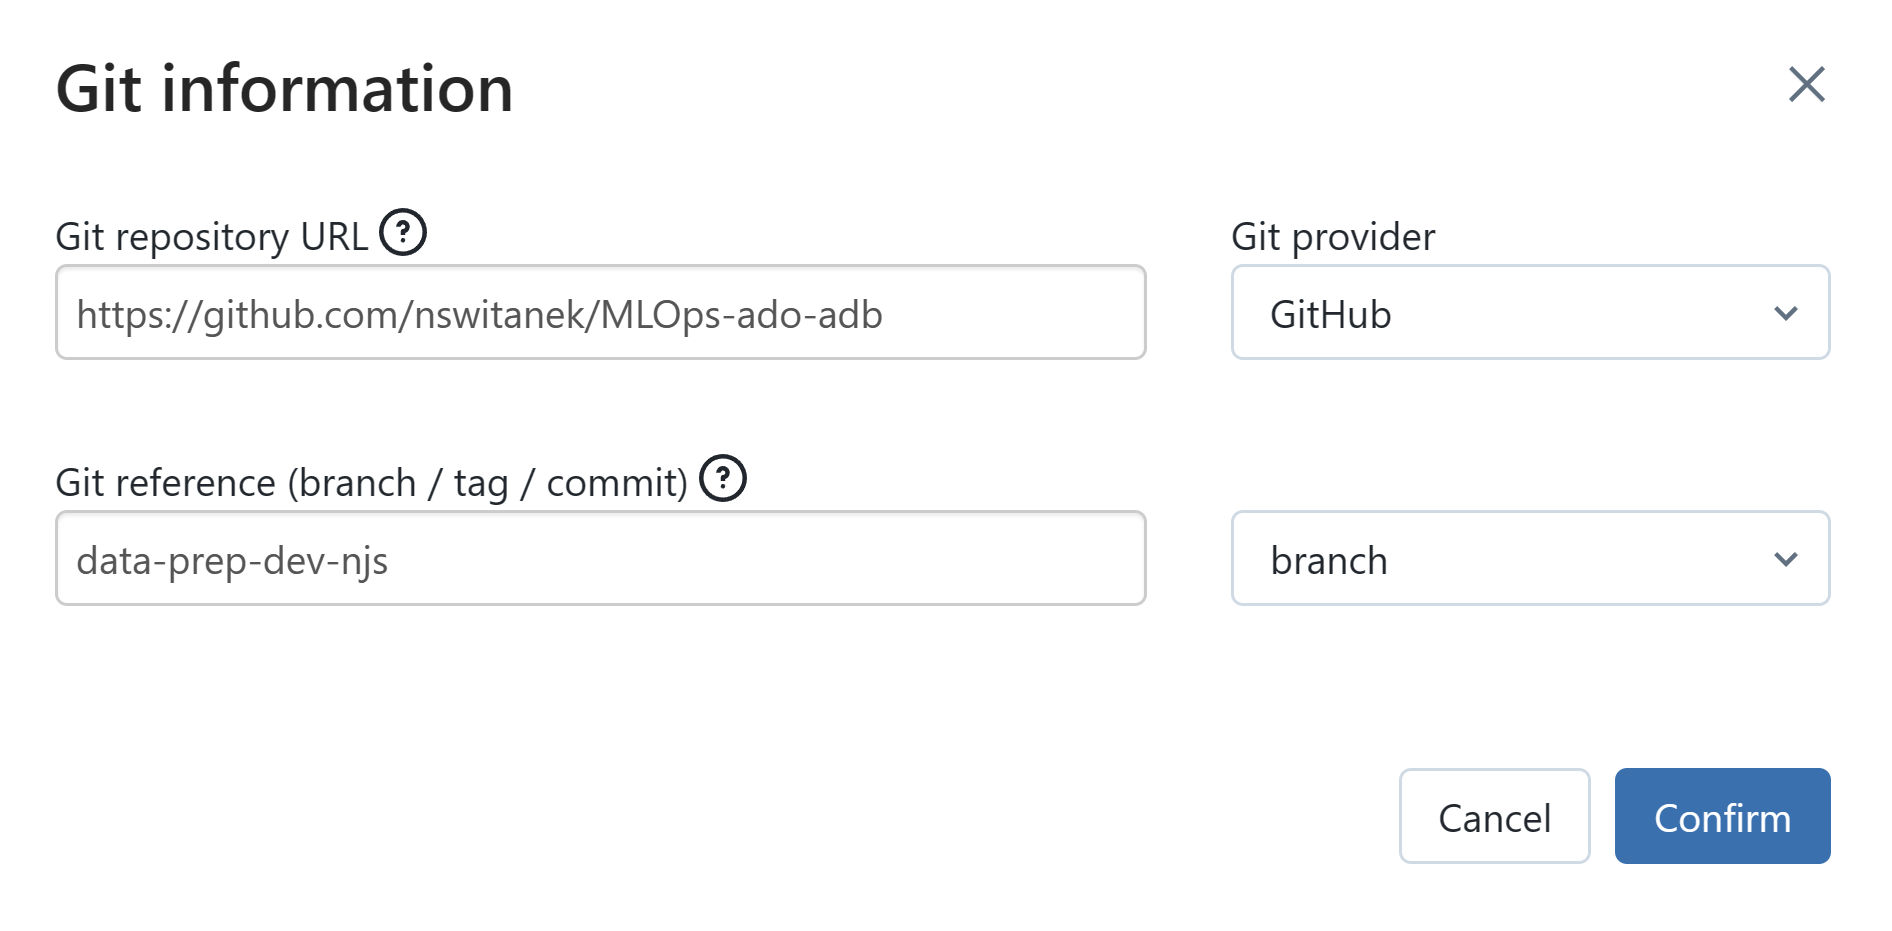 Git information
Git repository URL ?
Git provider
https://github.com/nswitanek/MLOps-ado-adb
GitHub
Git reference (branch / tag / commit) ?
data-prep-dev-njs
branch
Cancel
Confirm